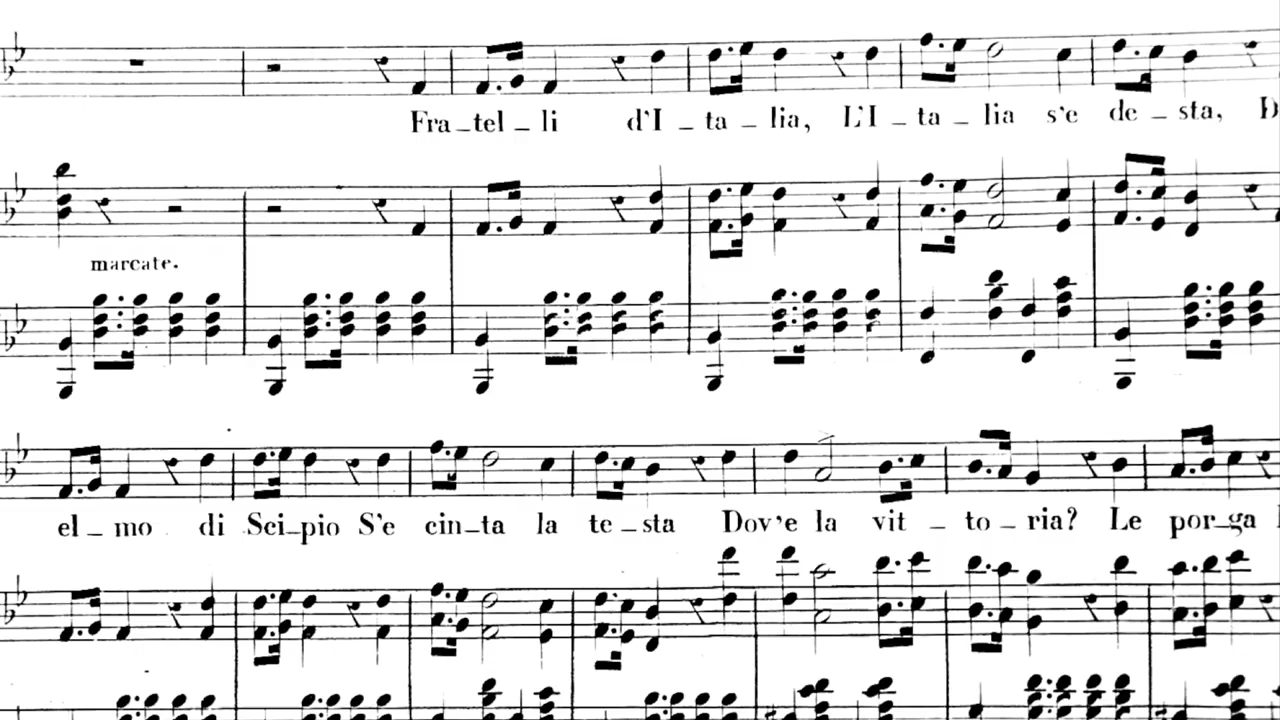 Fra_tel_li d'I_ta_lia, L'I_ta_lia s'e de_sta,
marcate.
el_mo di Sci_pio S'e cin_ta la te_sta Dov'e la vit_to_ria? Le por_ga